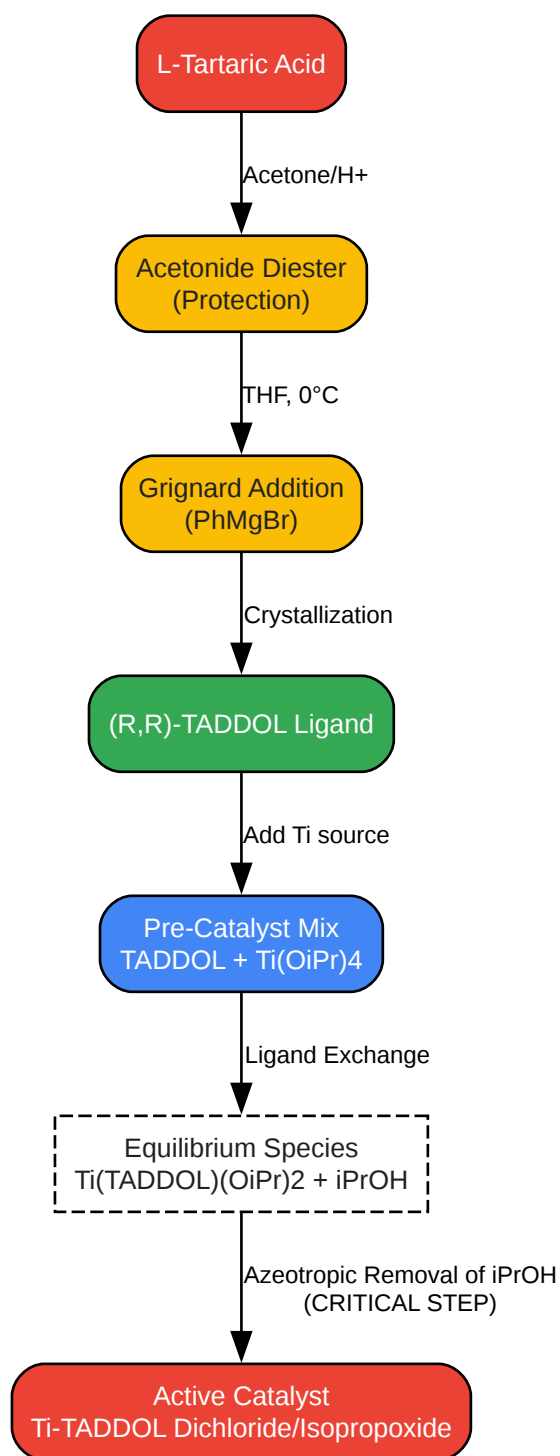 L-Tartaric Acid
Acetone/H+
Acetonide Diester
(Protection)
THF, 0°C
Grignard Addition
(PhMgBr)
Crystallization
(R,R)-TADDOL Ligand
Add Ti source
Pre-Catalyst Mix
TADDOL + Ti(OiPr)4
Ligand Exchange
Equilibrium Species
Ti(TADDOL)(OiPr)2 + iPrOH
Azeotropic Removal of iPrOH
(CRITICAL STEP)
Active Catalyst
Ti-TADDOL Dichloride/Isopropoxide